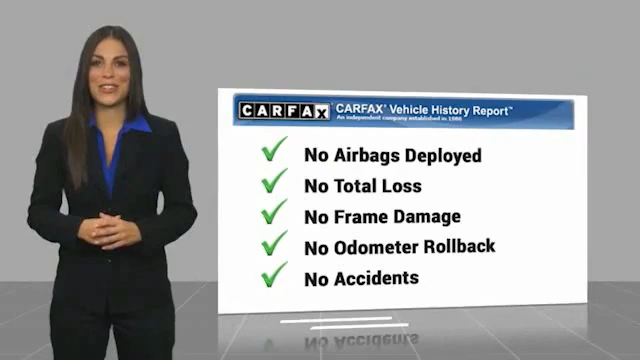 CARFAX CARFAX® Vehicle History Report™
An independent company established in 1986
No Airbags Deployed
No Total Loss
No Frame Damage
No Odometer Rollback
No Accidents